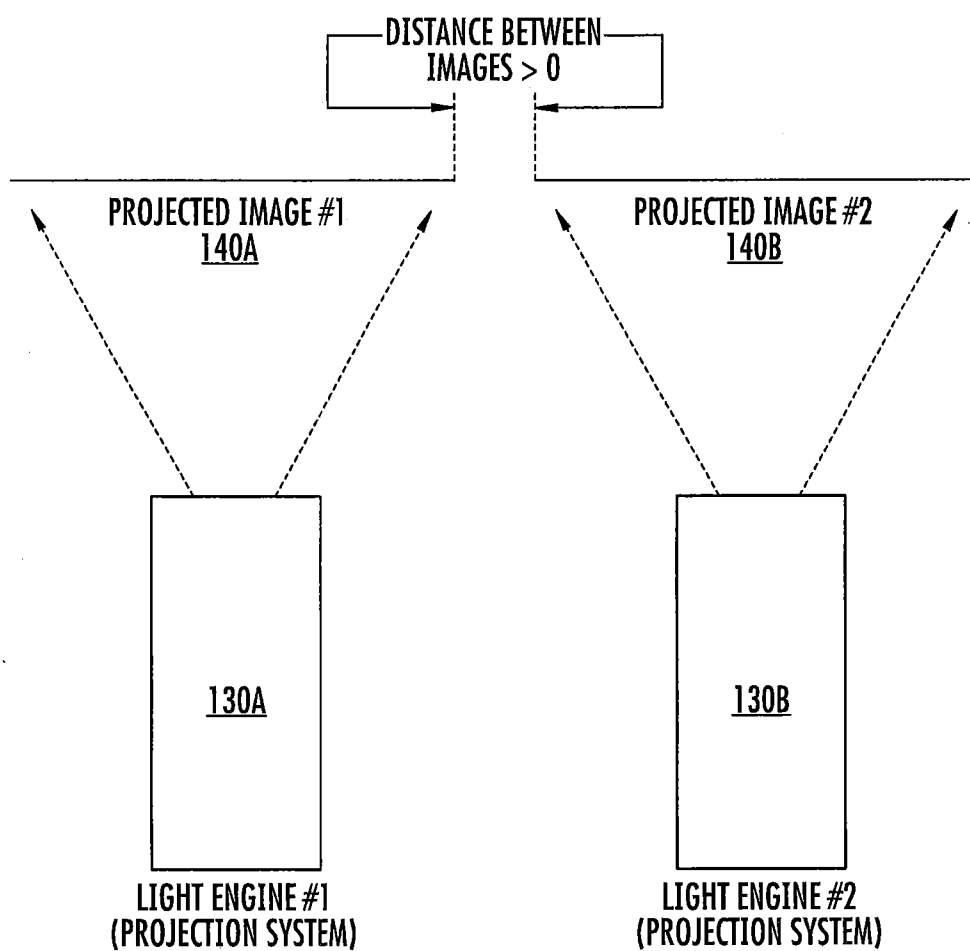 DISTANCE BETWEEN
IMAGES > 0
PROJECTED IMAGE #1
140A
PROJECTED IMAGE #2
140B
130A
130B
LIGHT ENGINE #1
(PROJECTION SYSTEM)
LIGHT ENGINE #2
(PROJECTION SYSTEM)